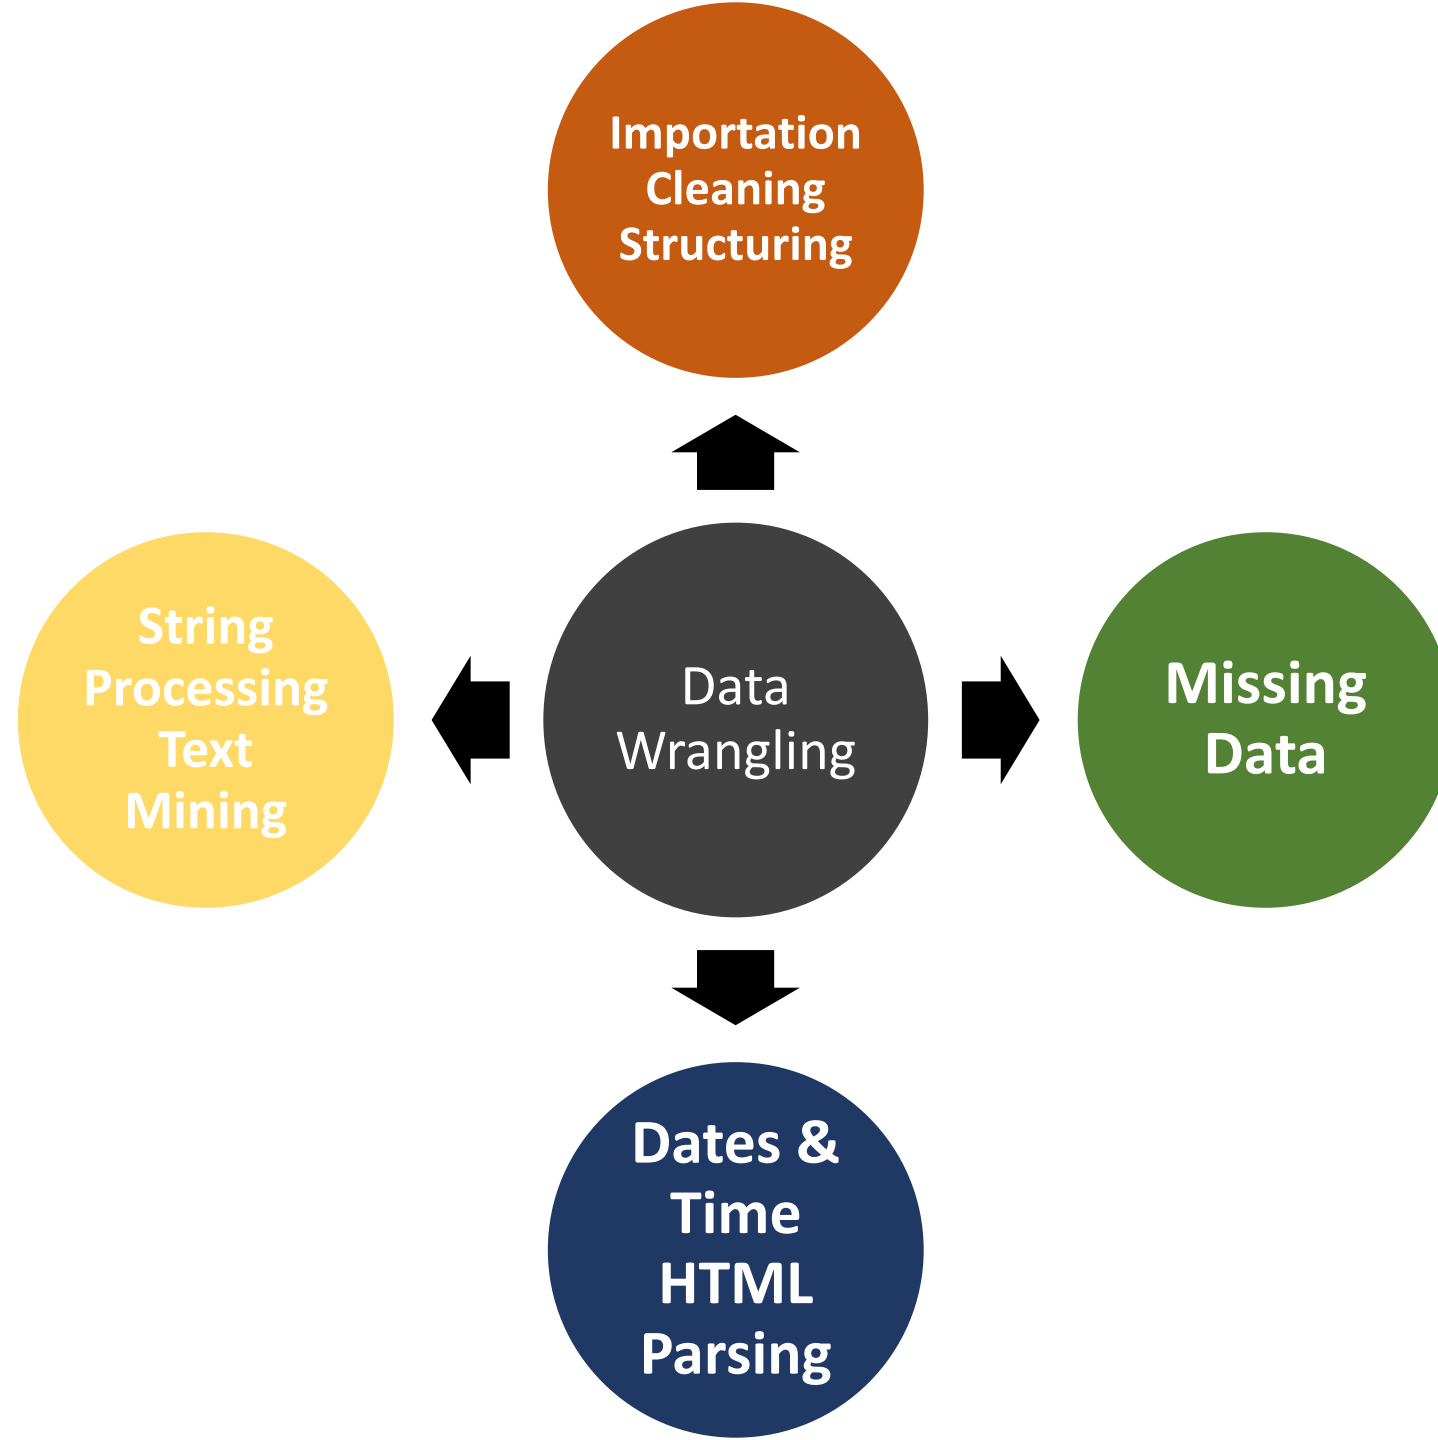 Importation
Cleaning
Structuring
String
Processing
Text
Mining
Data
Wrangling
Missing
Data
Dates &
Time
HTML
Parsing